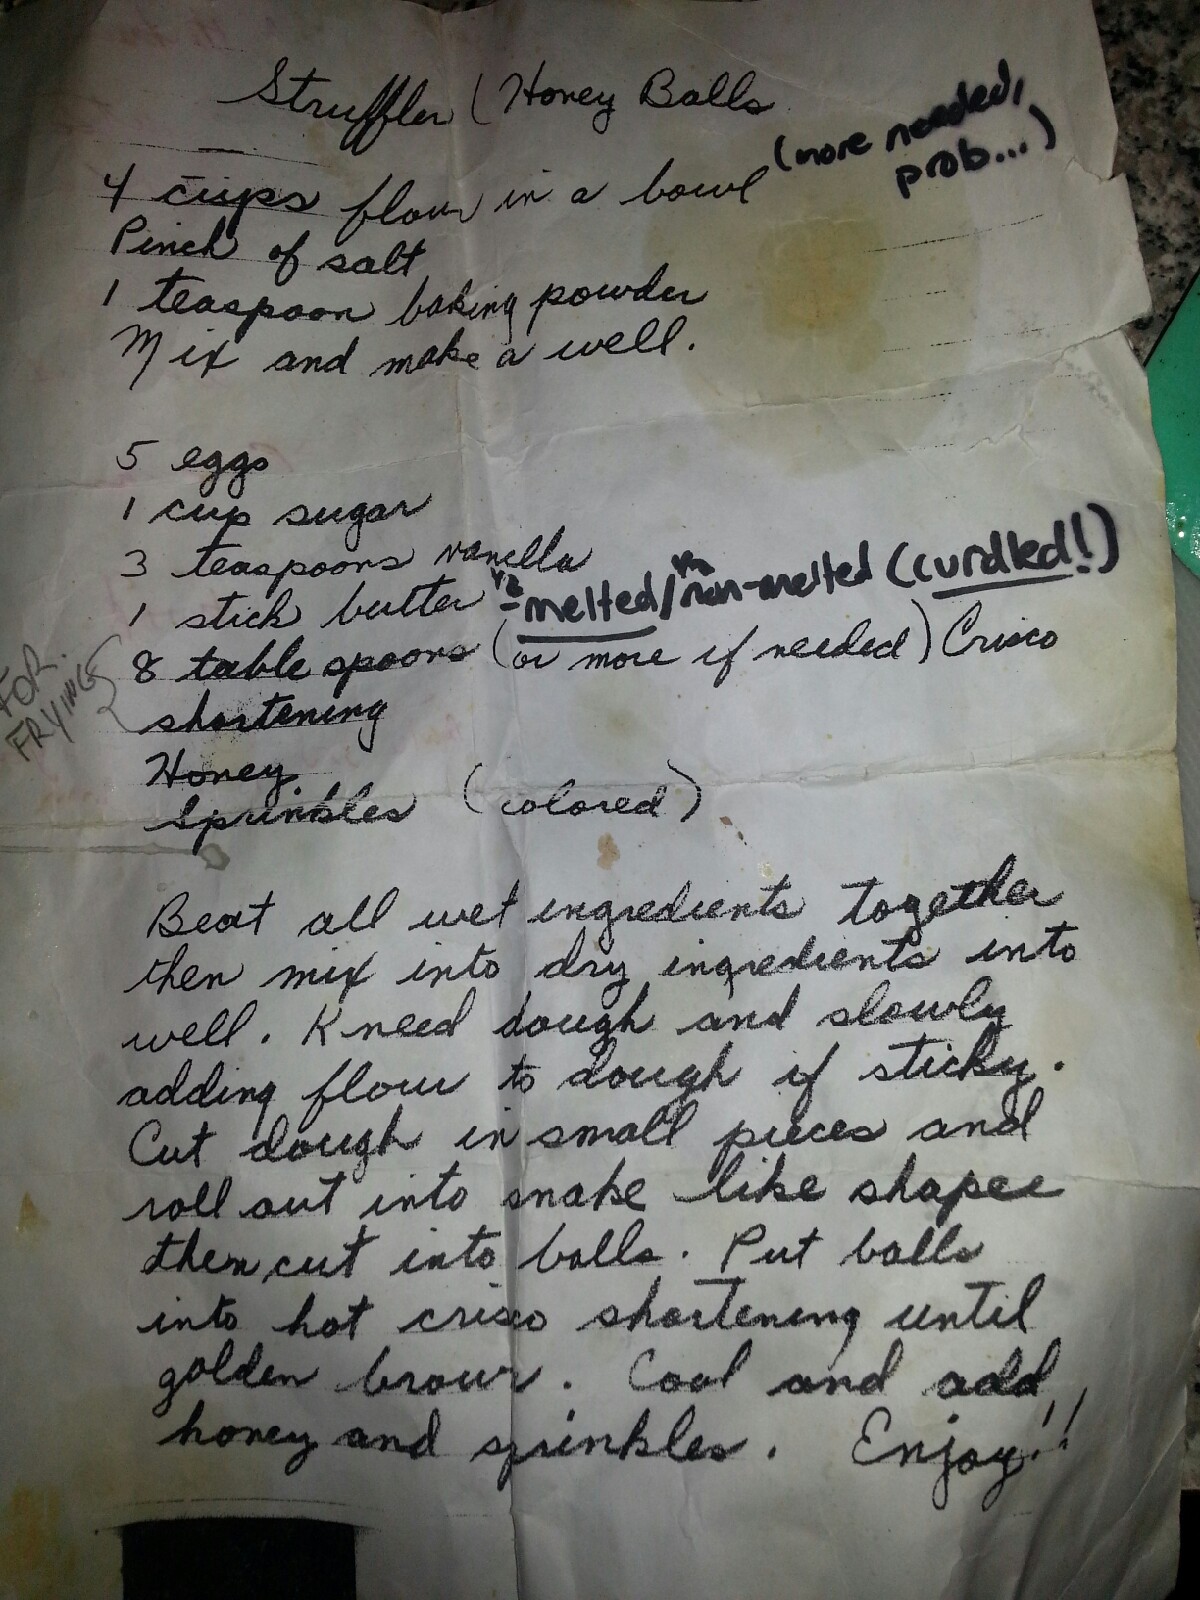 Struffler (Honey Balls
(more needed,
prob...)
4 cups flour in a bowl
Pinch of salt
1 teaspoon baking powder
Mix and make a well.
5 eggs
1 cup sugar
3 teaspoons vanilla
1 stick butter 1/2 - melted / 1/2 non-melted (curdled!)
8 table spoons (or more if needed) Crisco
shortening
FOR
FRYING
Honey
Sprinkles (colored)
Beat all wet ingredients together
then mix into dry ingredients into
well. Kneed dough and slowly
adding flour to dough if sticky.
Cut dough in small pieces and
roll out into snake like shapes
then cut into balls. Put balls
into hot crisco shortening until
golden brown. Cool and add
honey and sprinkles. Enjoy!!